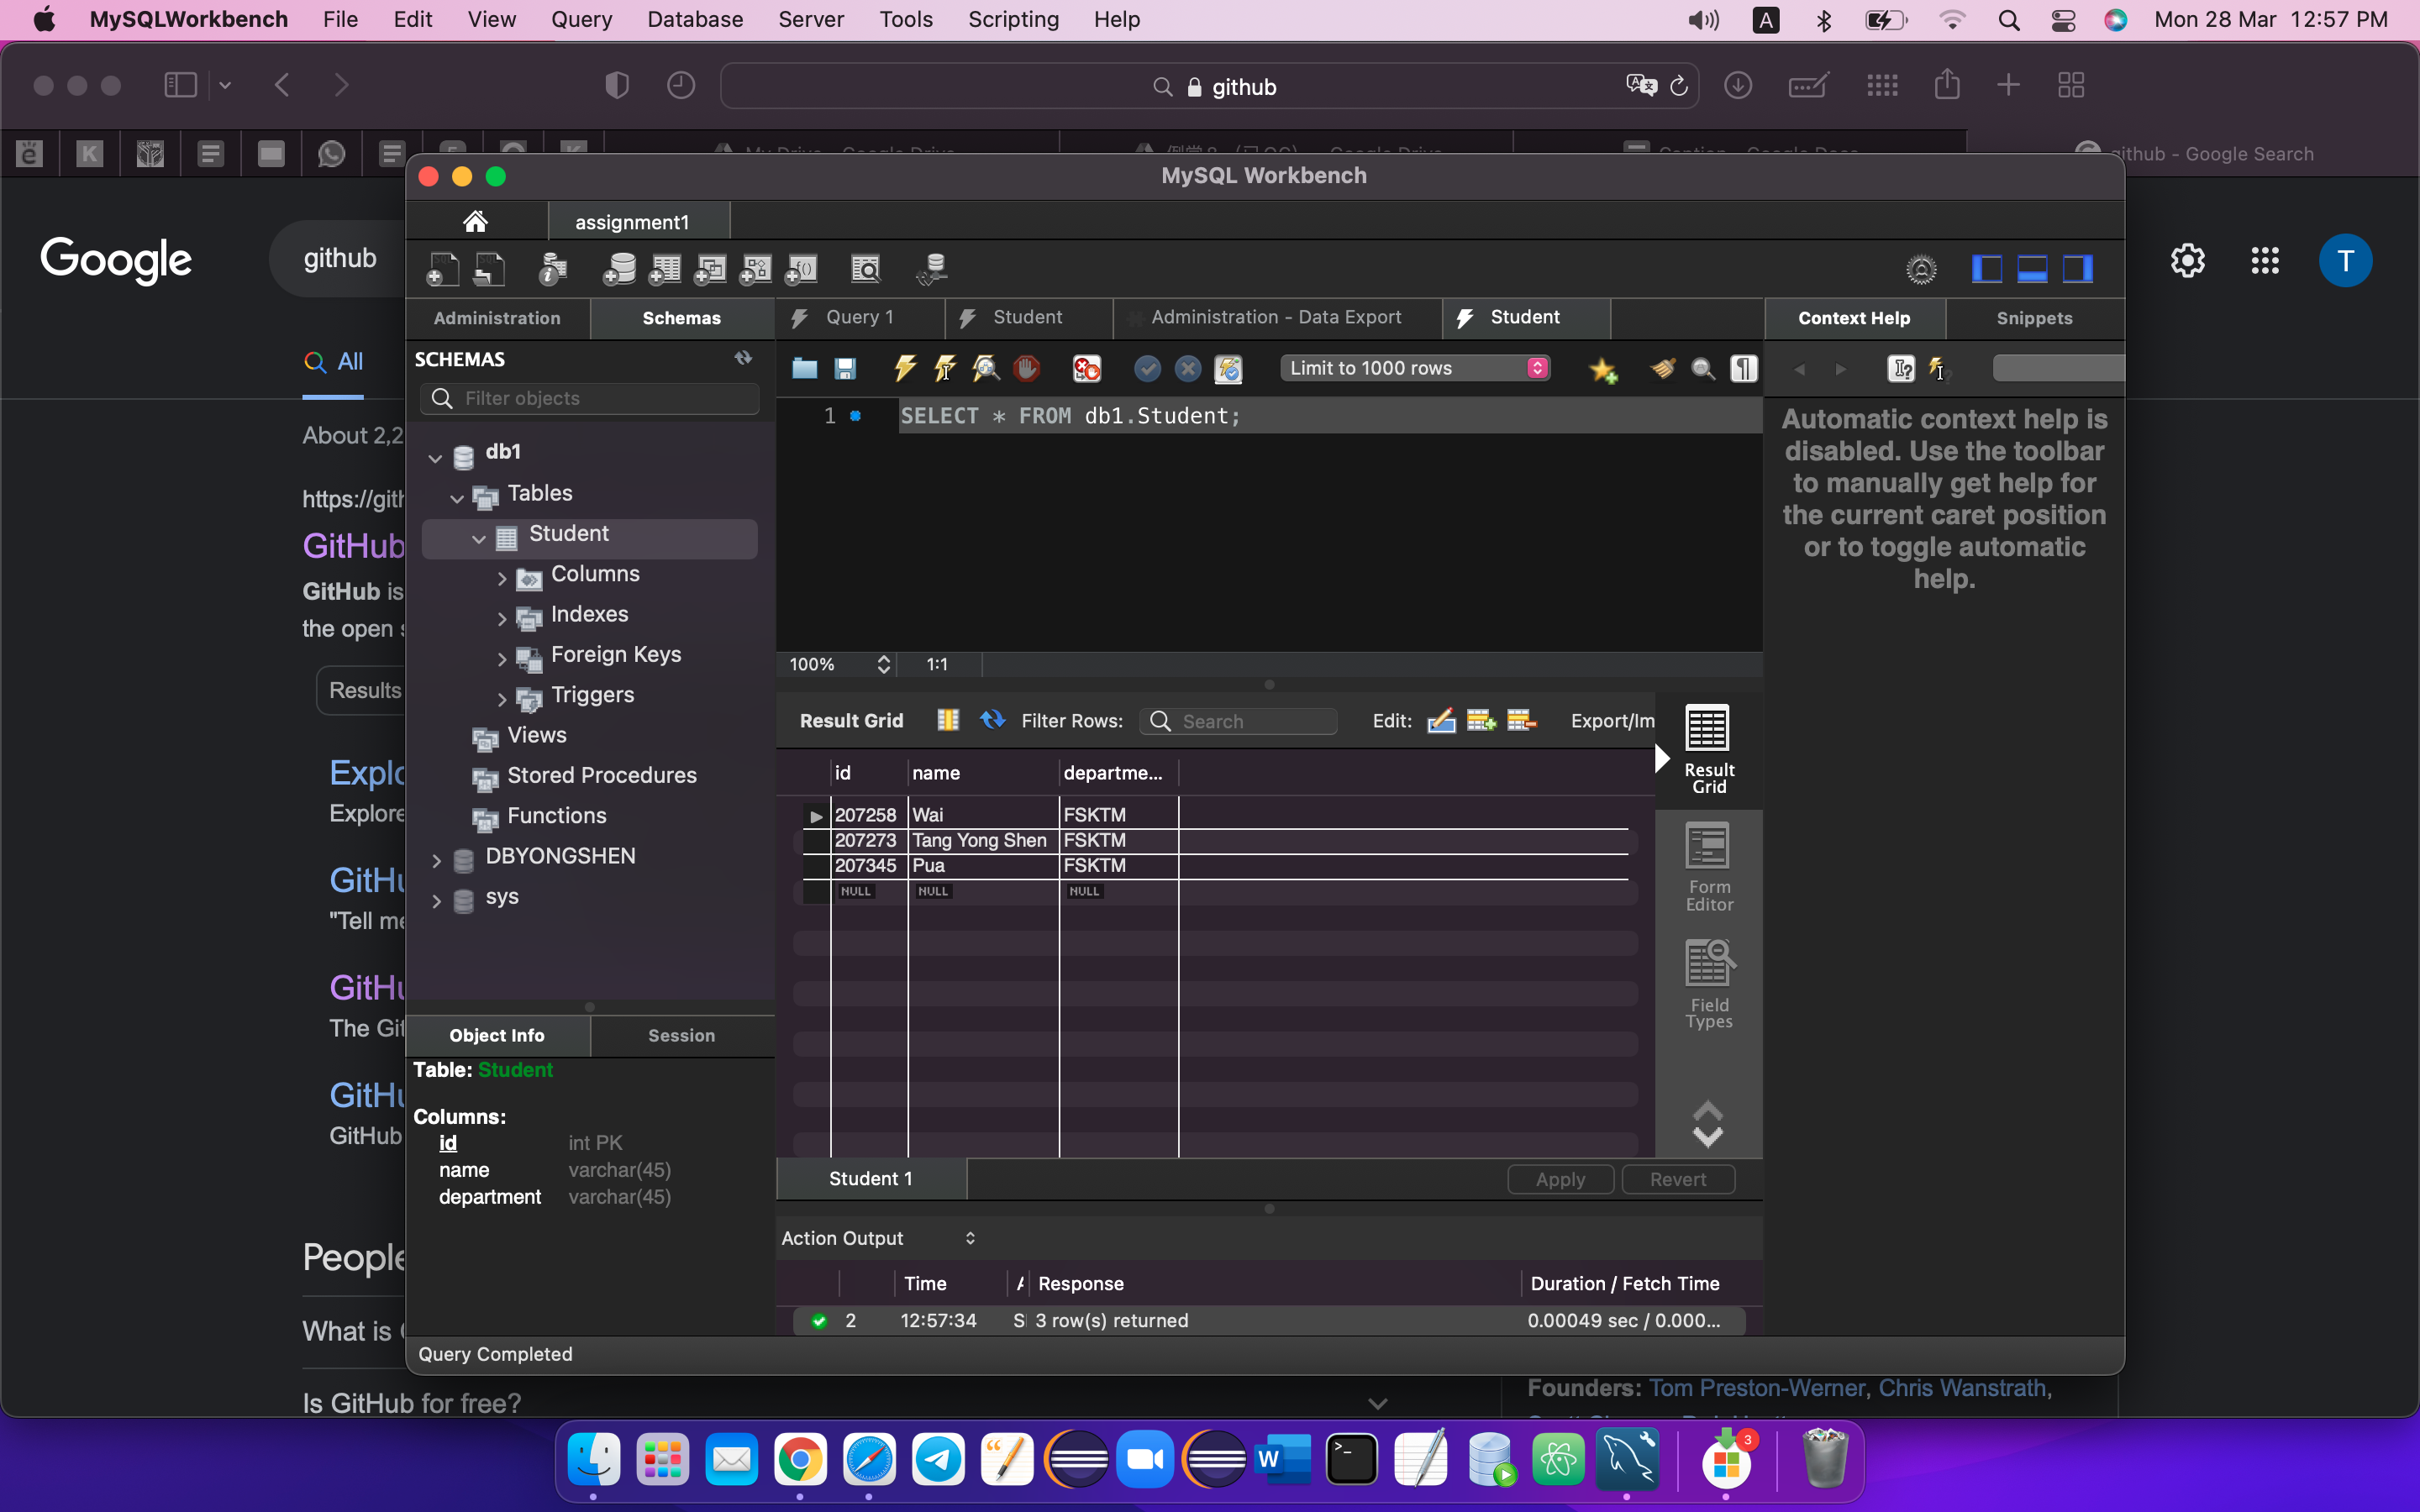 MySQLWorkbench File Edit View Query Database Server Tools Scripting Help A Mon 28 Mar 12:57 PM
github
github - Google Search
MySQL Workbench
Google
github
T
assignment1
Administration Schemas
Query 1 Student Administration - Data Export Student
Context Help Snippets
All
SCHEMAS
Filter objects
Limit to 1000 rows
1 SELECT * FROM db1.Student;
Automatic context help is
disabled. Use the toolbar
to manually get help for
the current caret position
or to toggle automatic
help.
About 2,2
https://gith
GitHub
GitHub is
the open s
Results
Explo
Explore
GitHu
"Tell me
GitHu
The Git
GitHu
GitHub
People
What is
Is GitHub for free?
db1
Tables
Student
Columns
Indexes
Foreign Keys
Triggers
Views
Stored Procedures
Functions
DBYONGSHEN
sys
100% 1:1
Result Grid Filter Rows: Search Edit: Export/Im
id name departme...
207258 Wai FSKTM
207273 Tang Yong Shen FSKTM
207345 Pua FSKTM
NULL NULL NULL
Result
Grid
Form
Editor
Field
Types
Object Info Session
Table: Student
Columns:
id int PK
name varchar(45)
department varchar(45)
Student 1 Apply Revert
Action Output
Time A Response Duration / Fetch Time
2 12:57:34 S 3 row(s) returned 0.00049 sec / 0.000...
Query Completed
Founders: Tom Preston-Werner, Chris Wanstrath,
W
3